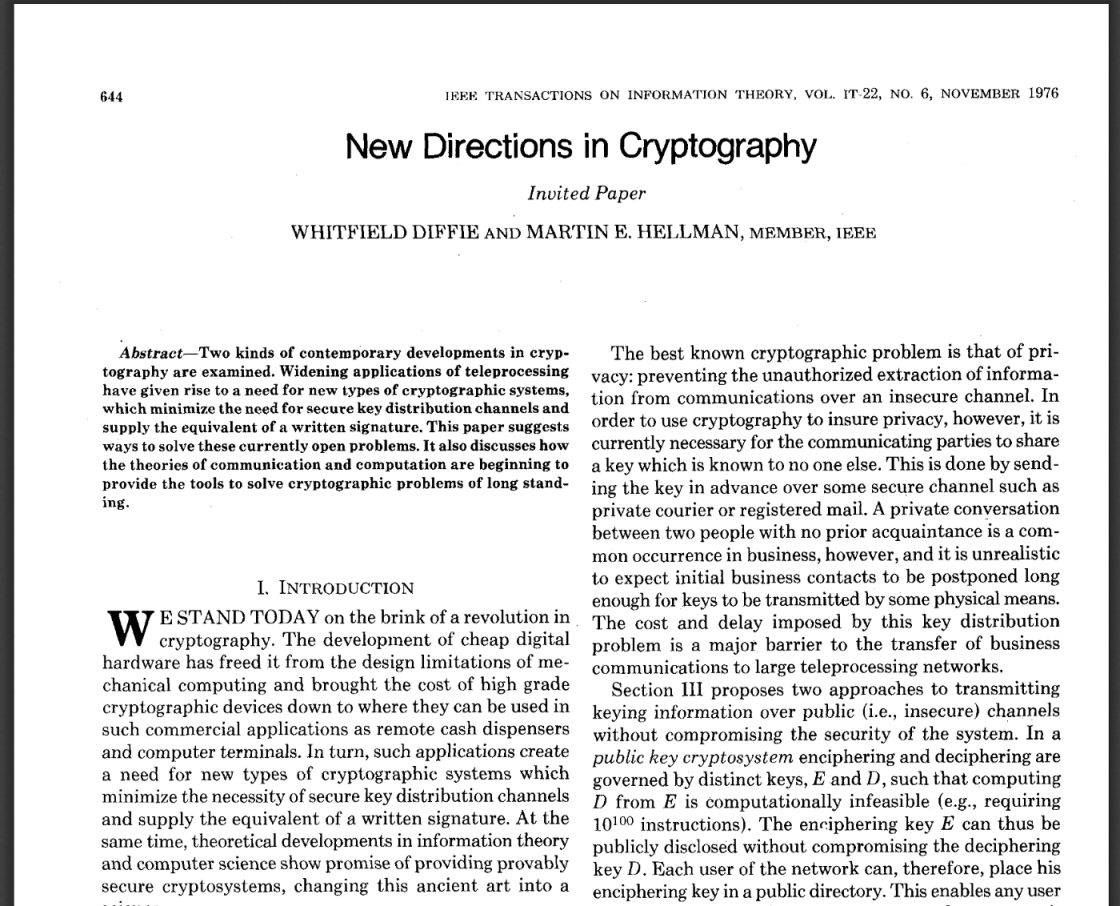 644
IEEE TRANSACTIONS ON INFORMATION THEORY, VOL. IT-22, NO. 6, NOVEMBER 1976
New Directions in Cryptography
Invited Paper
WHITFIELD DIFFIE AND MARTIN E. HELLMAN, MEMBER, IEEE
Abstract—Two kinds of contemporary developments in cryp-
tography are examined. Widening applications of teleprocessing
have given rise to a need for new types of cryptographic systems,
which minimize the need for secure key distribution channels and
supply the equivalent of a written signature. This paper suggests
ways to solve these currently open problems. It also discusses how
the theories of communication and computation are beginning to
provide the tools to solve cryptographic problems of long stand-
ing.
I. INTRODUCTION
WE STAND TODAY on the brink of a revolution in
cryptography. The development of cheap digital
hardware has freed it from the design limitations of me-
chanical computing and brought the cost of high grade
cryptographic devices down to where they can be used in
such commercial applications as remote cash dispensers
and computer terminals. In turn, such applications create
a need for new types of cryptographic systems which
minimize the necessity of secure key distribution channels
and supply the equivalent of a written signature. At the
same time, theoretical developments in information theory
and computer science show promise of providing provably
secure cryptosystems, changing this ancient art into a
The best known cryptographic problem is that of pri-
vacy: preventing the unauthorized extraction of informa-
tion from communications over an insecure channel. In
order to use cryptography to insure privacy, however, it is
currently necessary for the communicating parties to share
a key which is known to no one else. This is done by send-
ing the key in advance over some secure channel such as
private courier or registered mail. A private conversation
between two people with no prior acquaintance is a com-
mon occurrence in business, however, and it is unrealistic
to expect initial business contacts to be postponed long
enough for keys to be transmitted by some physical means.
The cost and delay imposed by this key distribution
problem is a major barrier to the transfer of business
communications to large teleprocessing networks.
Section III proposes two approaches to transmitting
keying information over public (i.e., insecure) channels
without compromising the security of the system. In a
public key cryptosystem enciphering and deciphering are
governed by distinct keys, E and D, such that computing
D from E is computationally infeasible (e.g., requiring
10¹⁰⁰ instructions). The enciphering key E can thus be
publicly disclosed without compromising the deciphering
key D. Each user of the network can, therefore, place his
enciphering key in a public directory. This enables any user